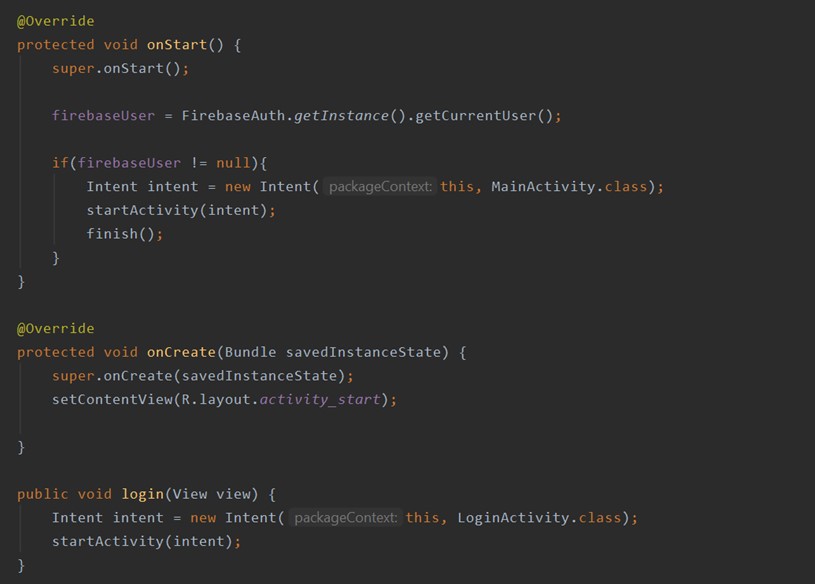 @Override
protected void onStart() {
    super.onStart();

    firebaseUser = FirebaseAuth.getInstance().getCurrentUser();

    if(firebaseUser != null){
        Intent intent = new Intent( packageContext: this, MainActivity.class);
        startActivity(intent);
        finish();
    }
}

@Override
protected void onCreate(Bundle savedInstanceState) {
    super.onCreate(savedInstanceState);
    setContentView(R.layout.activity_start);

}

public void login(View view) {
    Intent intent = new Intent( packageContext: this, LoginActivity.class);
    startActivity(intent);
}